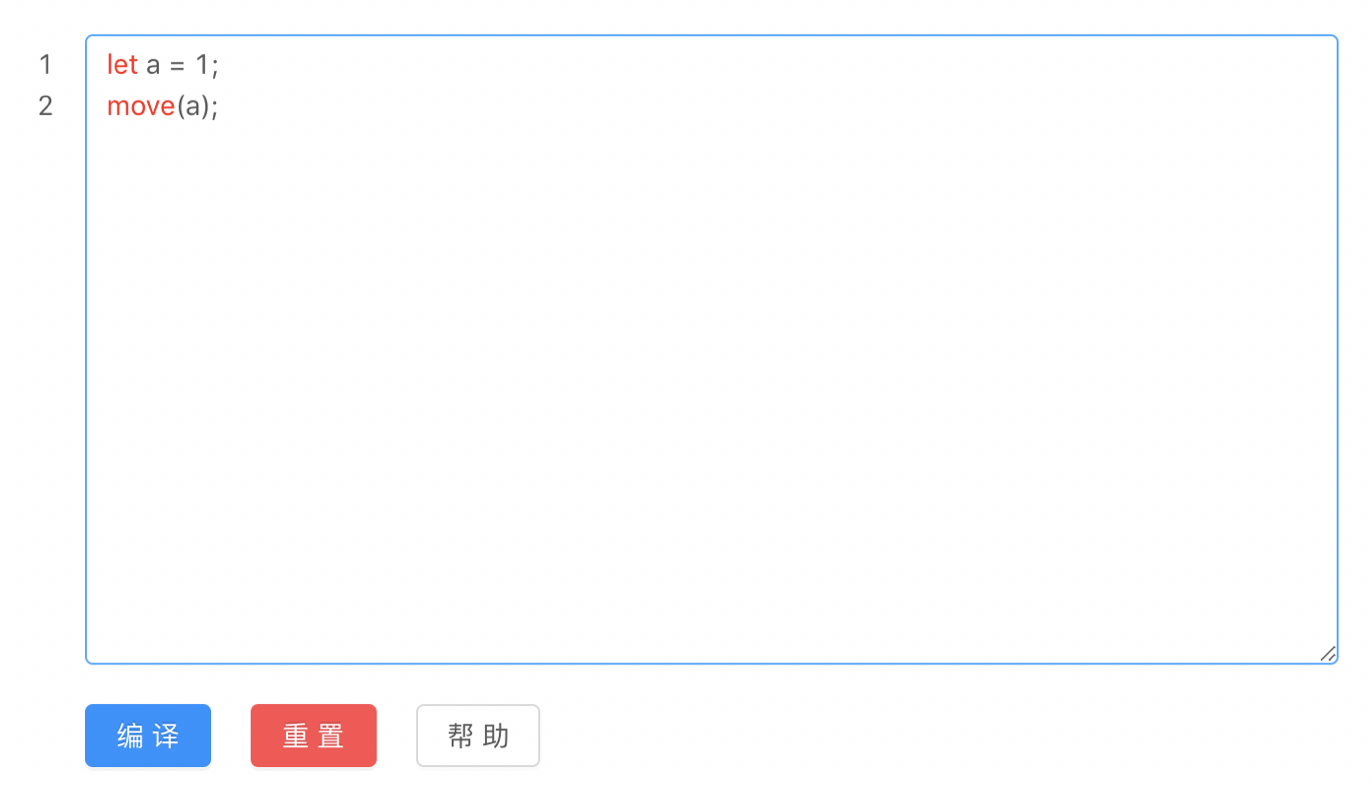 1 let a = 1;
2 move(a);
编 译 重 置 帮 助